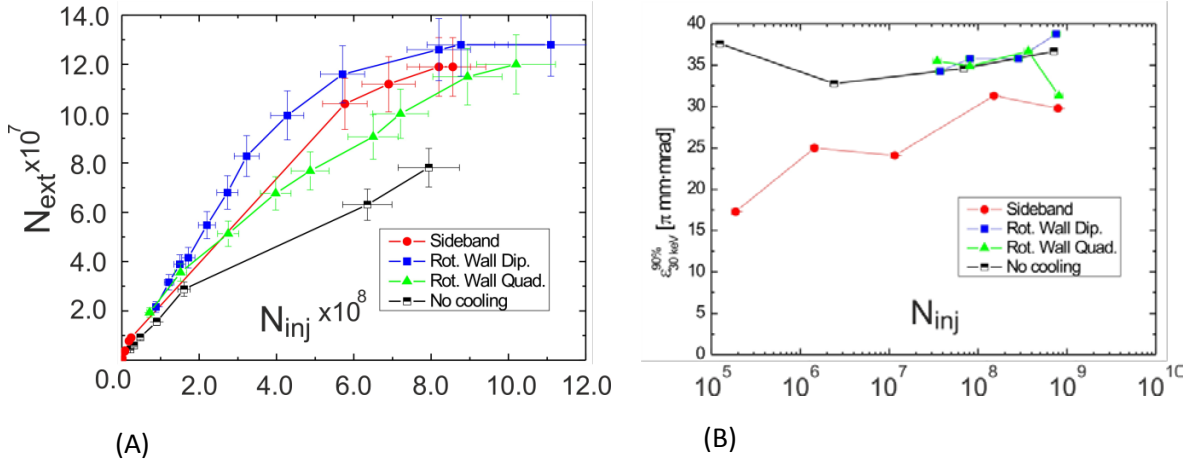 14.0
12.0
10.0
8.0
6.0
4.0
2.0
N_ext x10^7
Sideband
Rot. Wall Dip.
Rot. Wall Quad.
No cooling
N_inj x10^8
0.0 2.0 4.0 6.0 8.0 10.0 12.0
(A)
40
35
30
25
20
15
10
5
0
ε^90%_30 keV [π mm·mrad]
Sideband
Rot. Wall Dip.
Rot. Wall Quad.
No cooling
N_inj
10^5 10^6 10^7 10^8 10^9 10^10
(B)